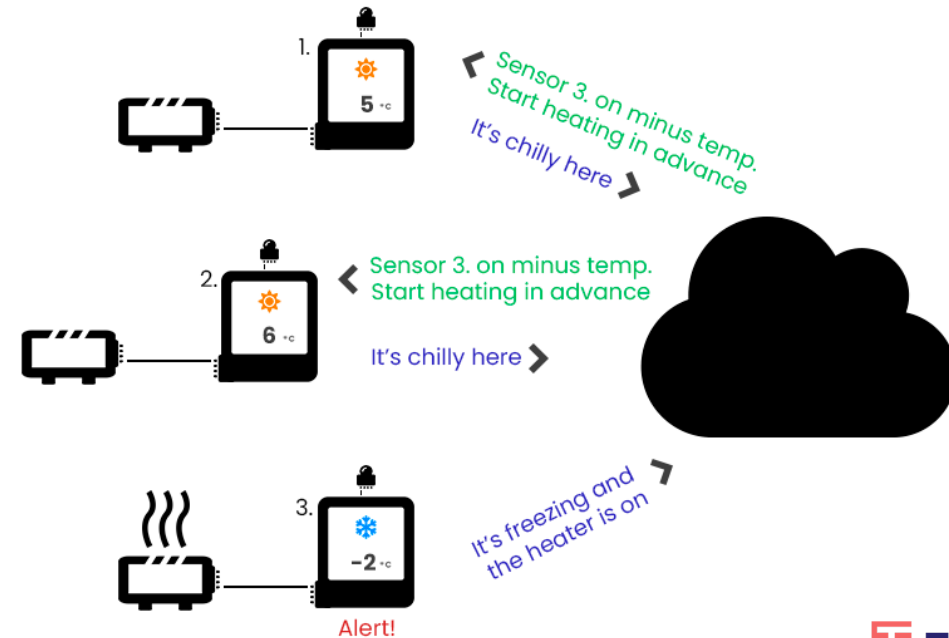 1.
5 °C
Sensor 3. on minus temp.
Start heating in advance
It's chilly here
2.
6 °C
Sensor 3. on minus temp.
Start heating in advance
It's chilly here
3.
-2 °C
It's freezing and
the heater is on
Alert!